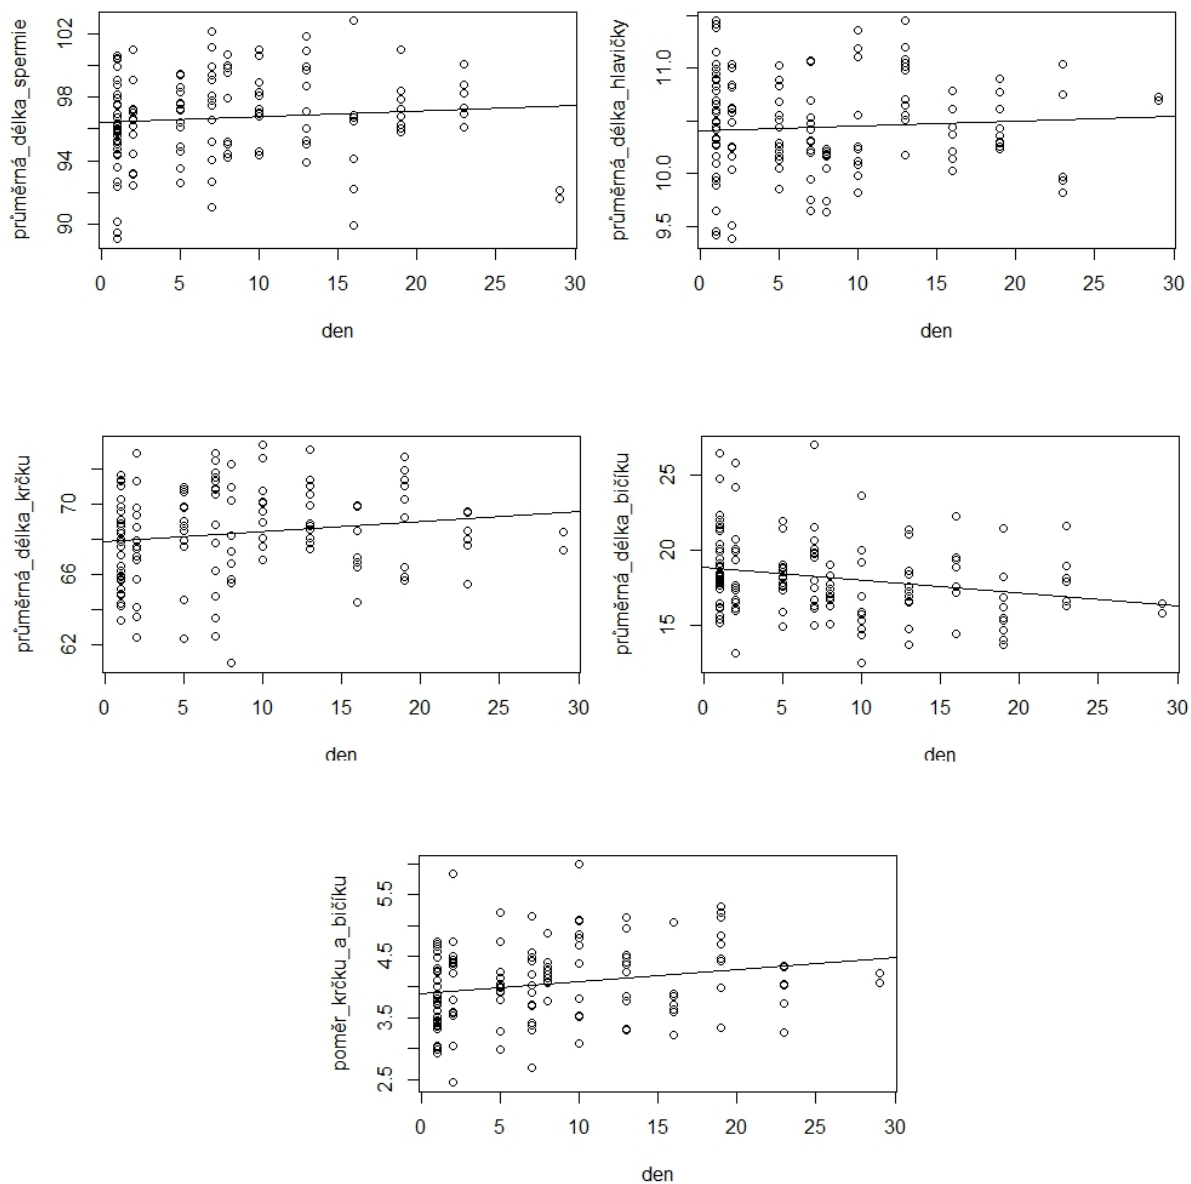 průměrná_délka_spermie
90 94 98 102
0 5 10 15 20 25 30
den
průměrná_délka_hlavičky
9.5 10.0 11.0
0 5 10 15 20 25 30
den
průměrná_délka_krčku
62 66 70
0 5 10 15 20 25 30
den
průměrná_délka_bičíku
15 20 25
0 5 10 15 20 25 30
den
poměr_krčku_a_bičíku
2.5 3.5 4.5 5.5
0 5 10 15 20 25 30
den